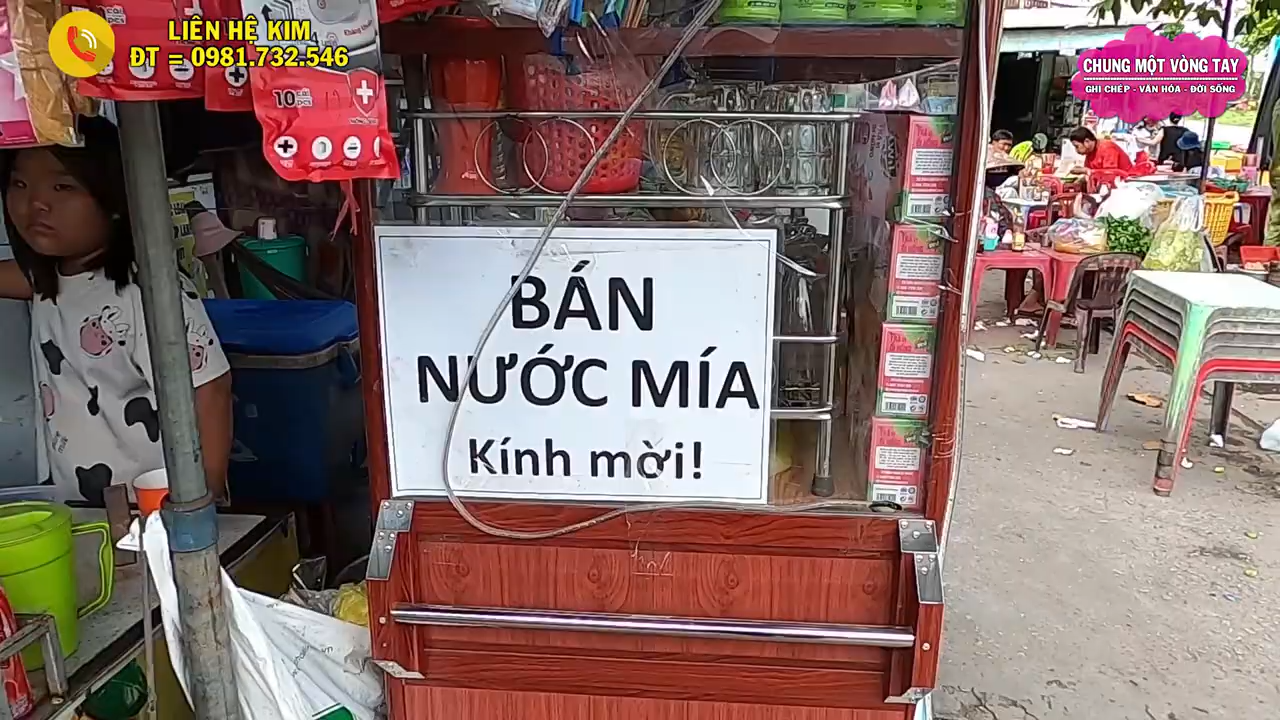 LIÊN HỆ KIM
ĐT = 0981.732.546
CHUNG MỘT VÒNG TAY
GHI CHÉP - VĂN HÓA - ĐỜI SỐNG
10
BÁN
NƯỚC MÍA
Kính mời!